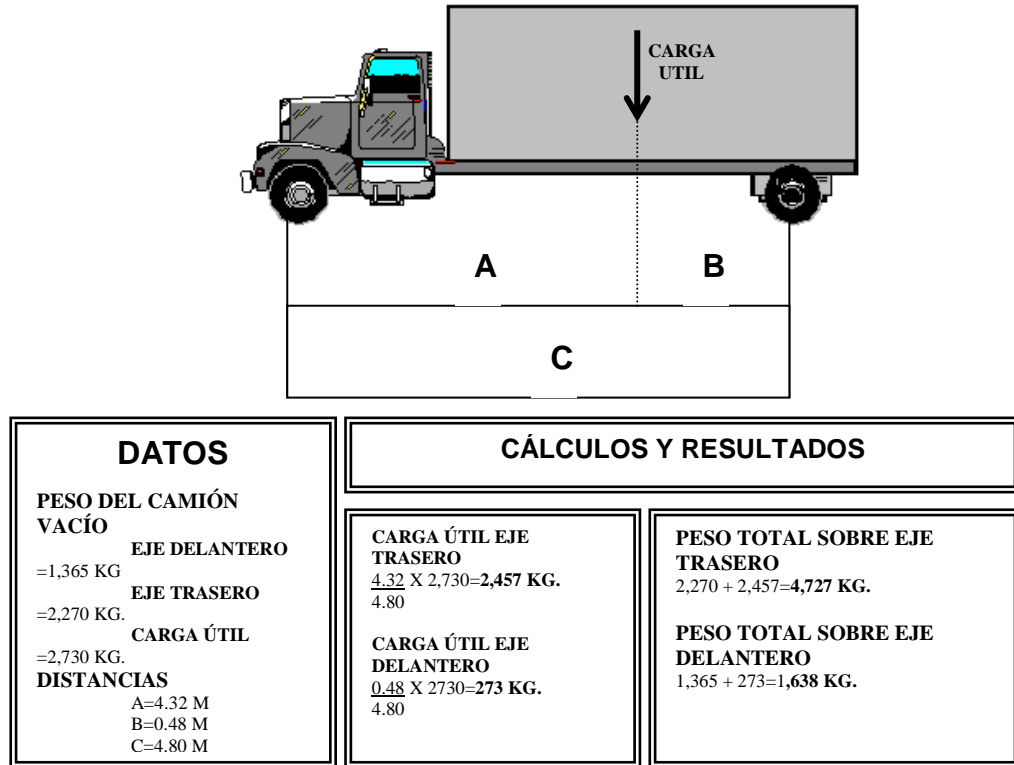 CARGA
UTIL
A
B
C
DATOS
PESO DEL CAMIÓN
VACÍO
EJE DELANTERO
=1,365 KG
EJE TRASERO
=2,270 KG.
CARGA ÚTIL
=2,730 KG.
DISTANCIAS
A=4.32 M
B=0.48 M
C=4.80 M
CÁLCULOS Y RESULTADOS
CARGA ÚTIL EJE
TRASERO
4.32 X 2,730=2,457 KG.
4.80
CARGA ÚTIL EJE
DELANTERO
0.48 X 2730=273 KG.
4.80
PESO TOTAL SOBRE EJE
TRASERO
2,270 + 2,457=4,727 KG.
PESO TOTAL SOBRE EJE
DELANTERO
1,365 + 273=1,638 KG.